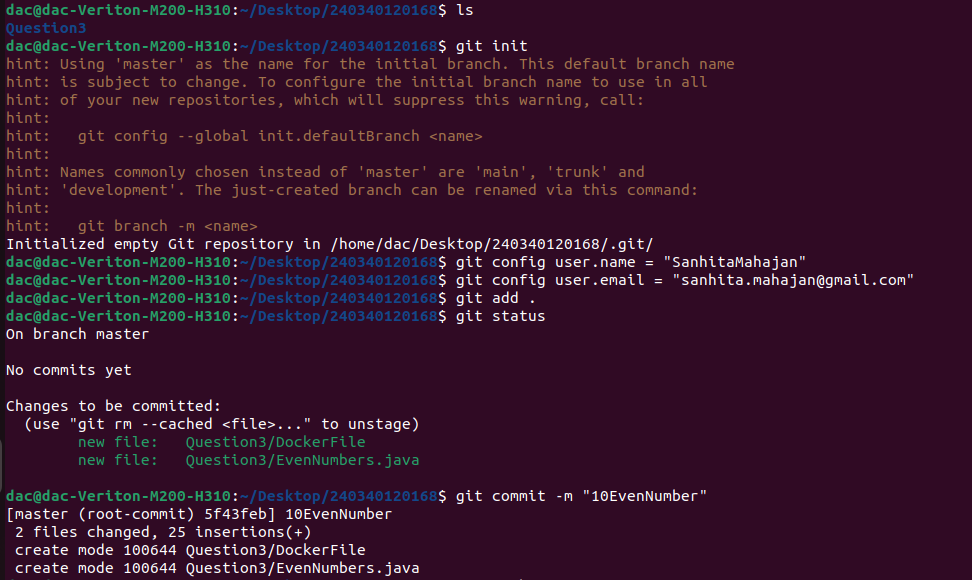 dac@dac-Veriton-M200-H310:~/Desktop/240340120168$ ls
Question3
dac@dac-Veriton-M200-H310:~/Desktop/240340120168$ git init
hint: Using 'master' as the name for the initial branch. This default branch name
hint: is subject to change. To configure the initial branch name to use in all
hint: of your new repositories, which will suppress this warning, call:
hint:
hint:   git config --global init.defaultBranch <name>
hint:
hint: Names commonly chosen instead of 'master' are 'main', 'trunk' and
hint: 'development'. The just-created branch can be renamed via this command:
hint:
hint:   git branch -m <name>
Initialized empty Git repository in /home/dac/Desktop/240340120168/.git/
dac@dac-Veriton-M200-H310:~/Desktop/240340120168$ git config user.name = "SanhitaMahajan"
dac@dac-Veriton-M200-H310:~/Desktop/240340120168$ git config user.email = "sanhita.mahajan@gmail.com"
dac@dac-Veriton-M200-H310:~/Desktop/240340120168$ git add .
dac@dac-Veriton-M200-H310:~/Desktop/240340120168$ git status
On branch master

No commits yet

Changes to be committed:
  (use "git rm --cached <file>..." to unstage)
        new file:   Question3/DockerFile
        new file:   Question3/EvenNumbers.java

dac@dac-Veriton-M200-H310:~/Desktop/240340120168$ git commit -m "10EvenNumber"
[master (root-commit) 5f43feb] 10EvenNumber
 2 files changed, 25 insertions(+)
 create mode 100644 Question3/DockerFile
 create mode 100644 Question3/EvenNumbers.java